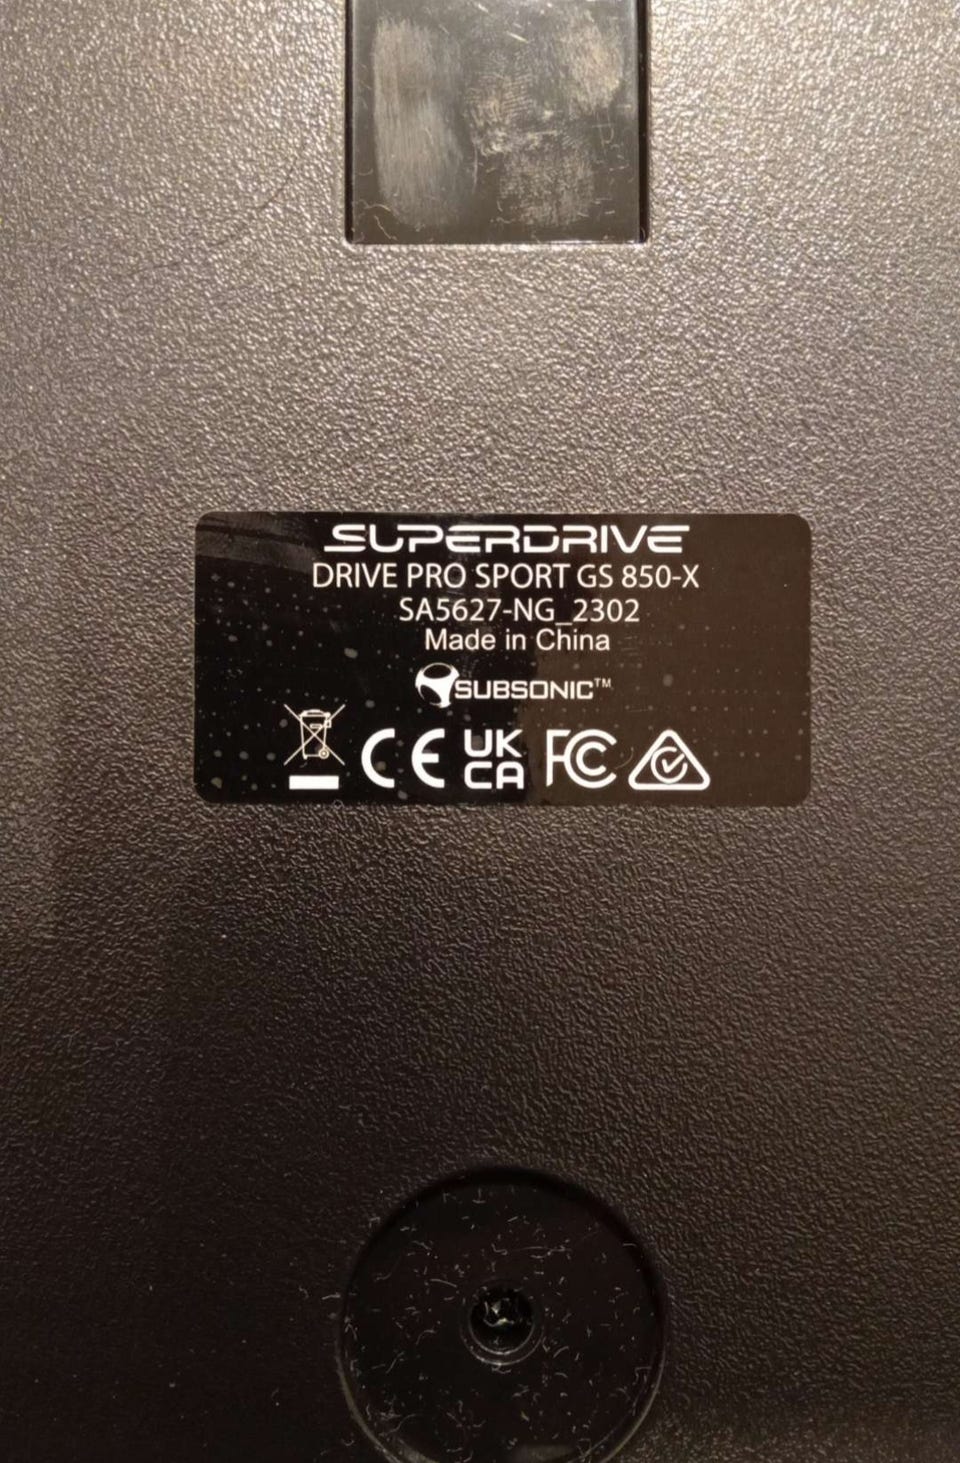 SUPERDRIVE
DRIVE PRO SPORT GS 850-X
SA5627-NG_2302
Made in China
SUBSONIC™
CE UK CA FC